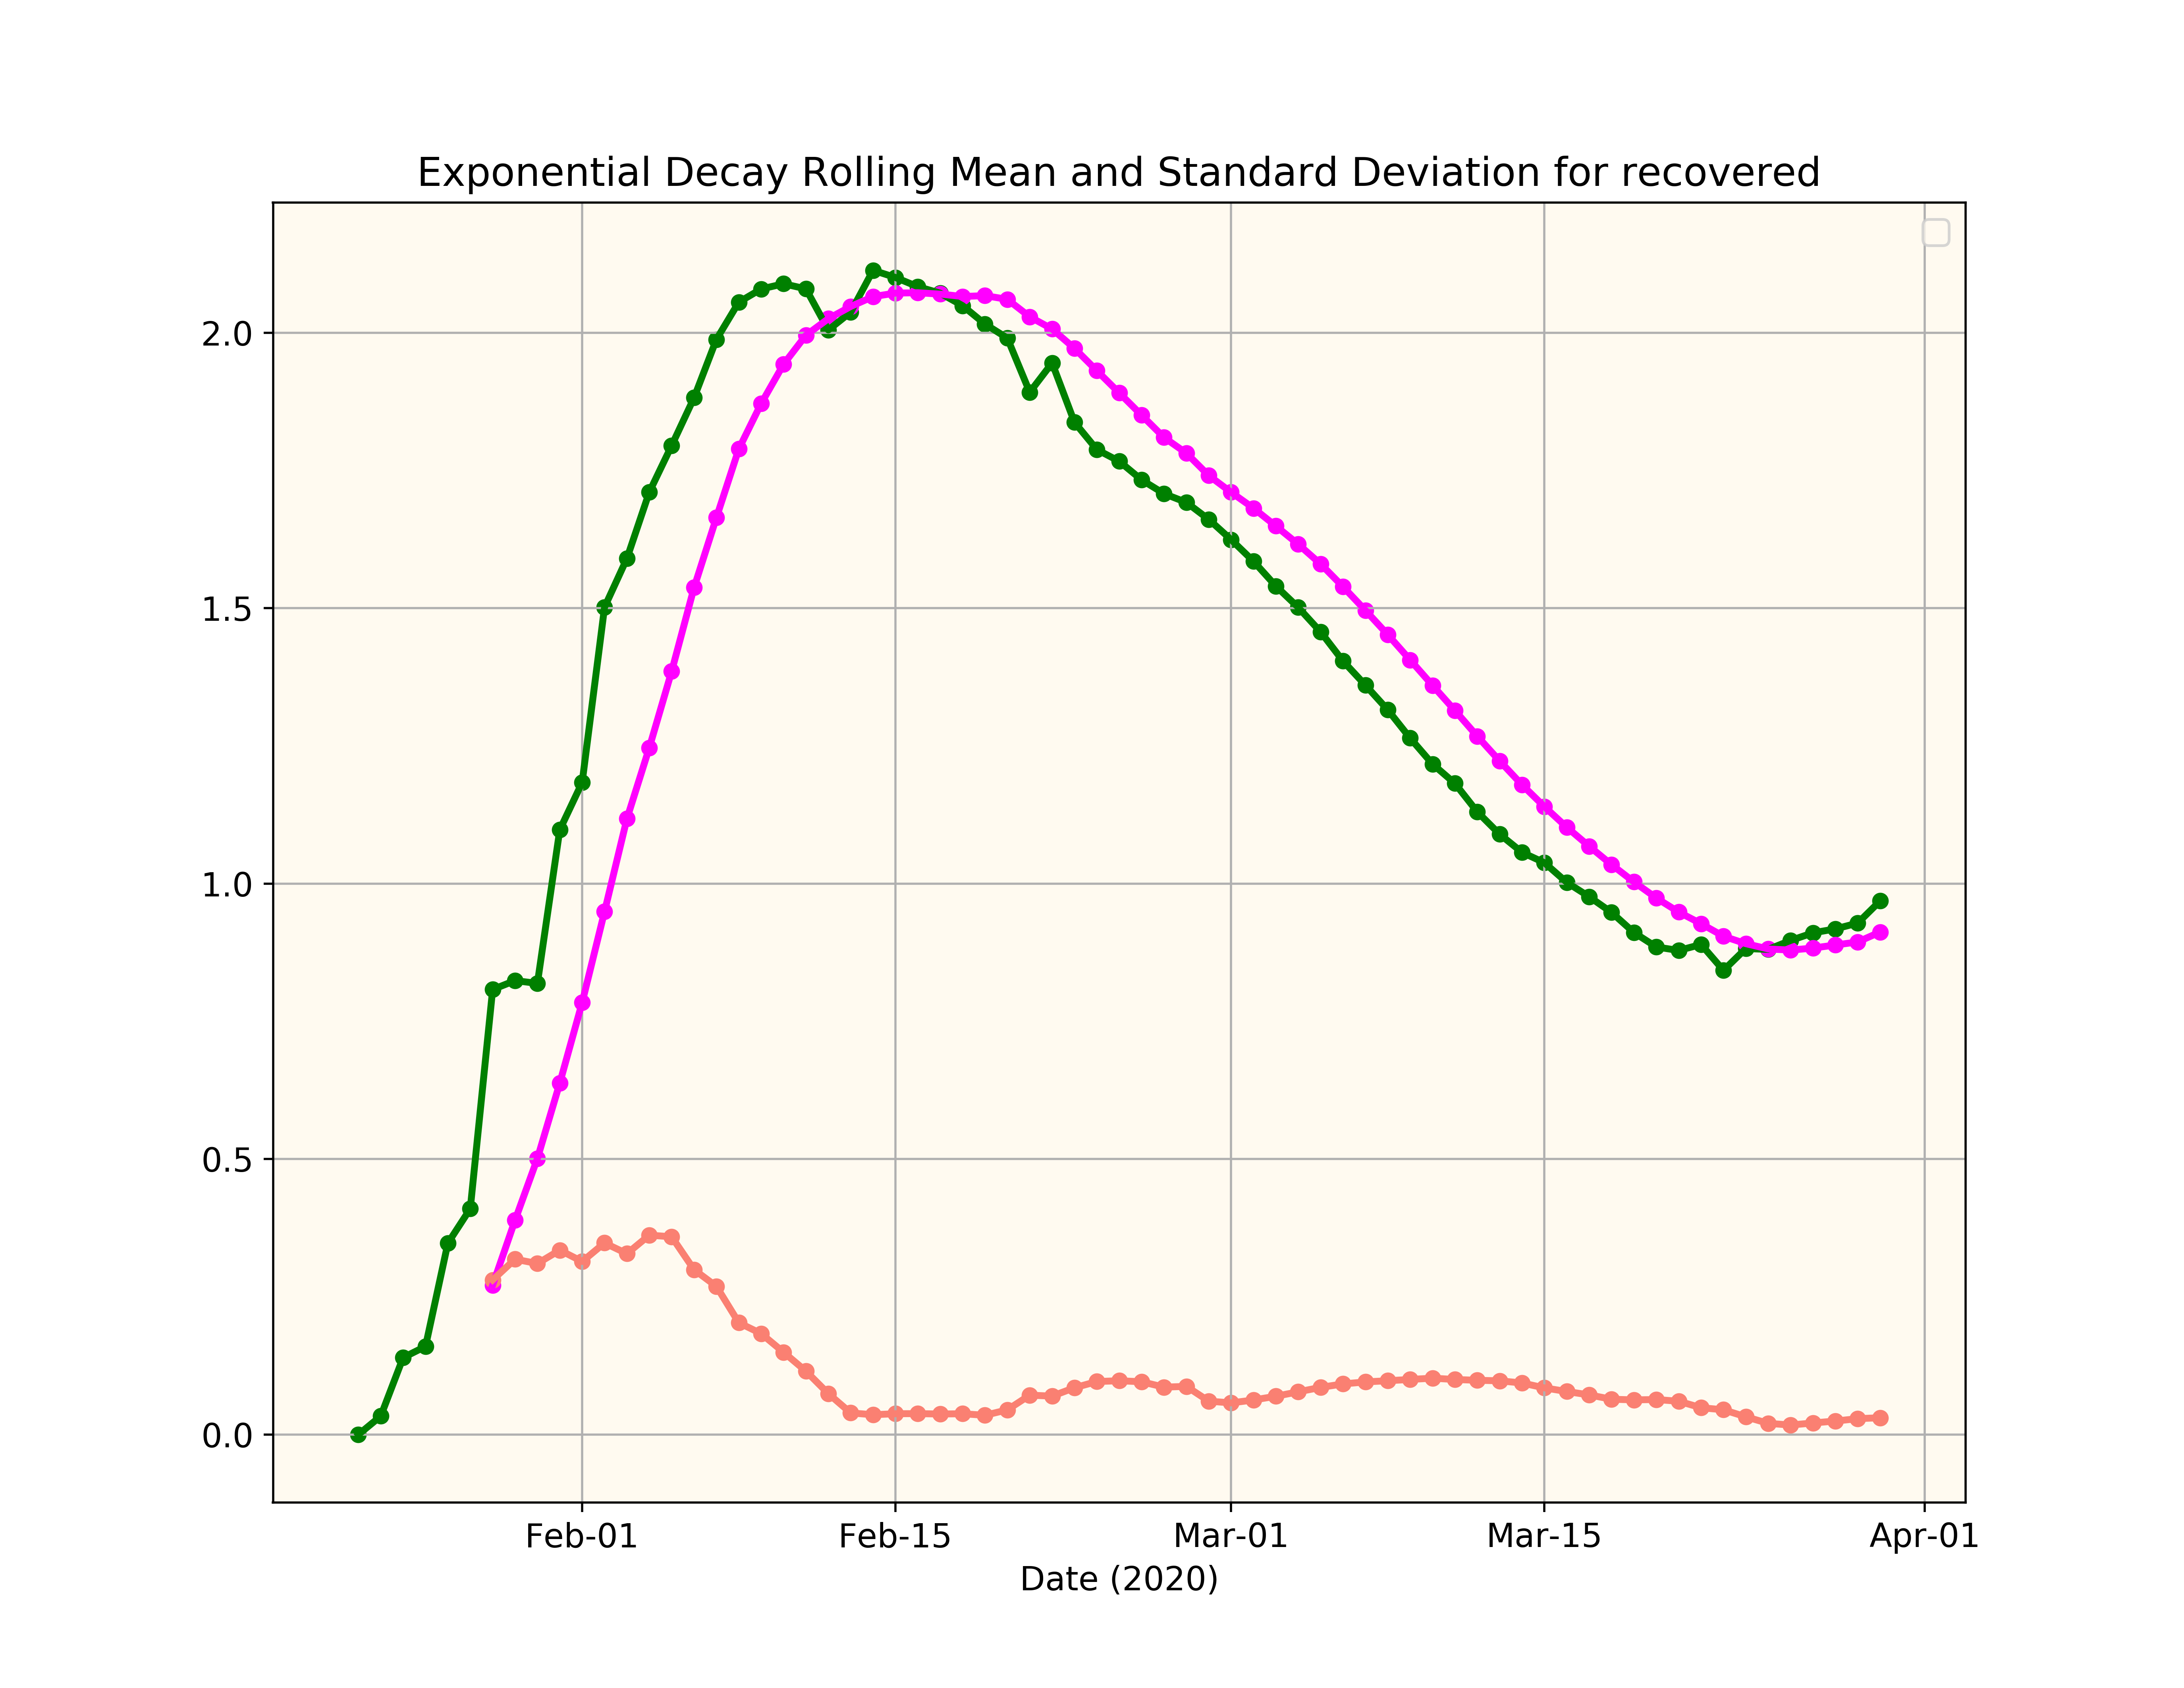 Exponential Decay Rolling Mean and Standard Deviation for recovered
2.0
1.5
1.0
0.5
0.0
Feb-01 Feb-15 Mar-01 Mar-15 Apr-01
Date (2020)